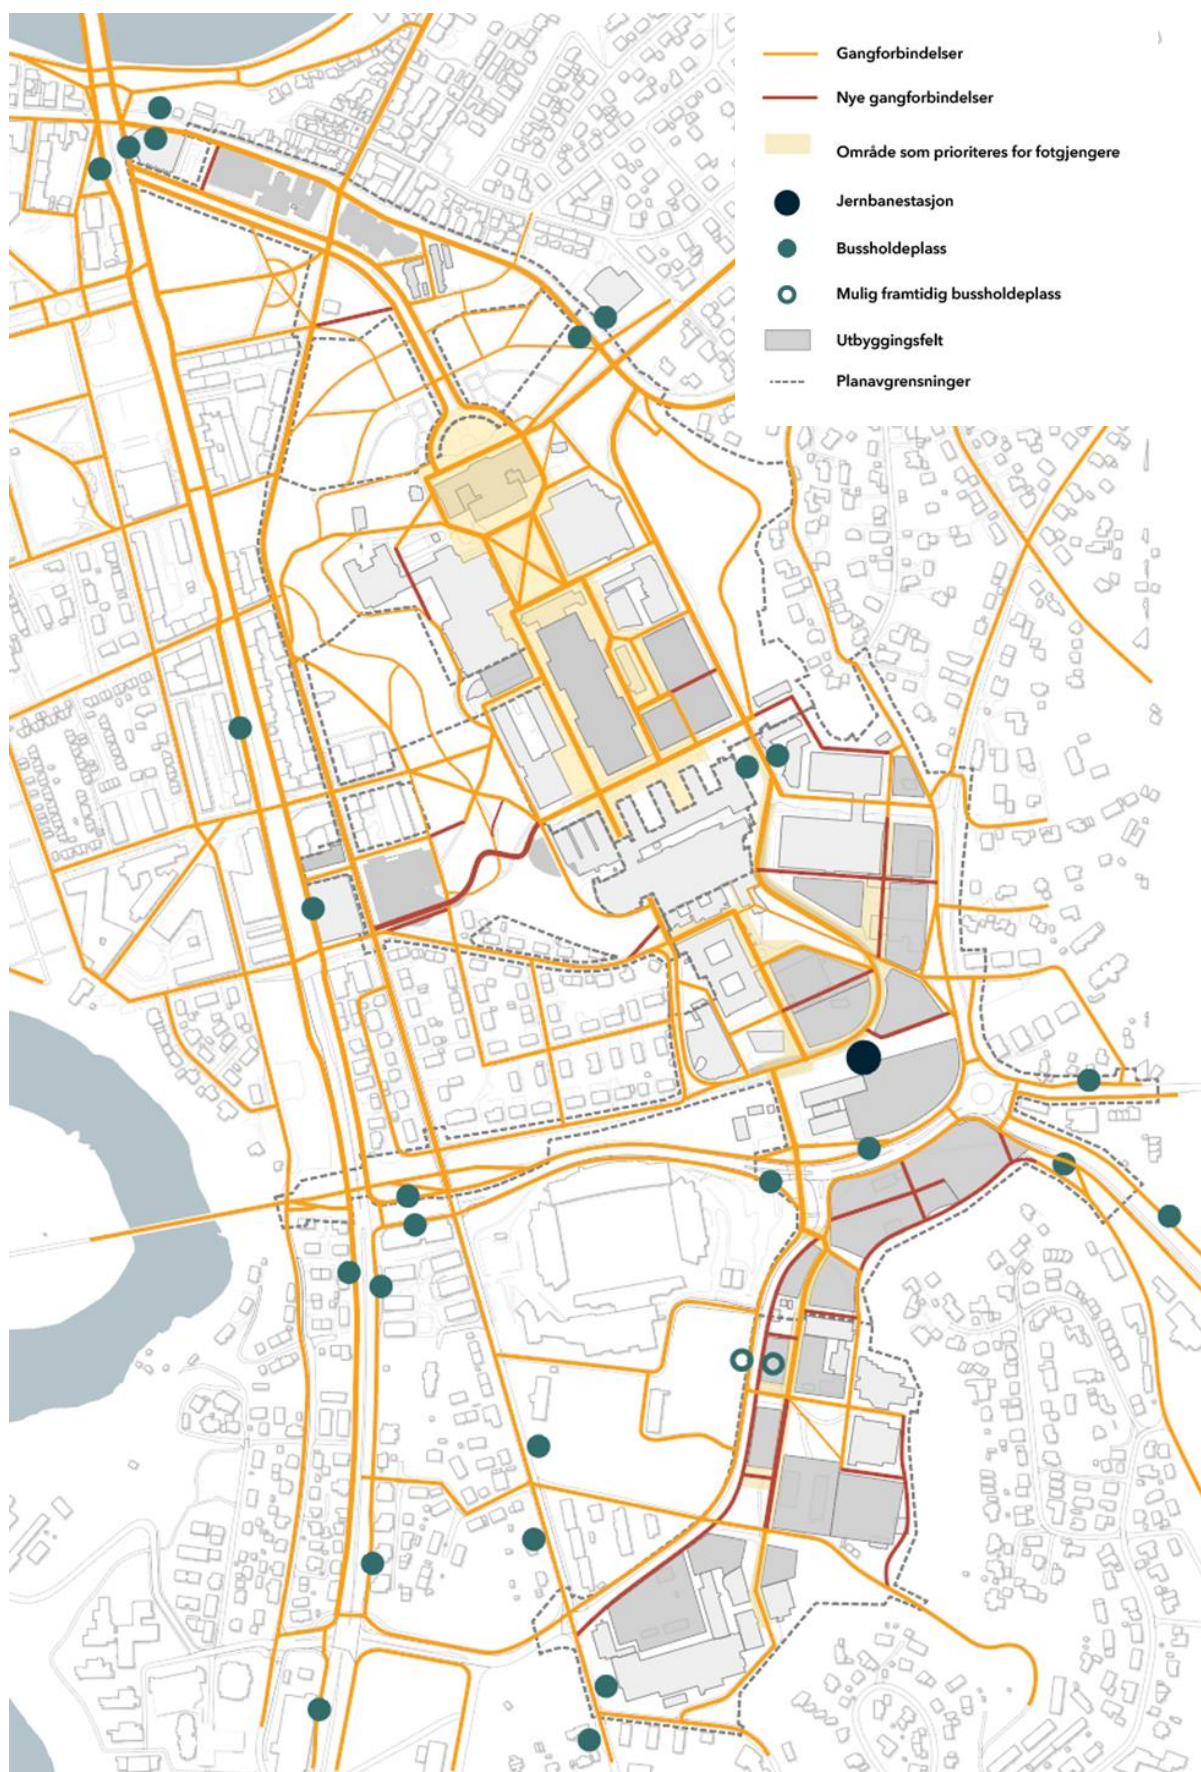 Gangforbindelser
Nye gangforbindelser
Område som prioriteres for fotgjengere
Jernbanestasjon
Bussholdeplass
Mulig framtidig bussholdeplass
Utbyggingsfelt
Planavgrensninger